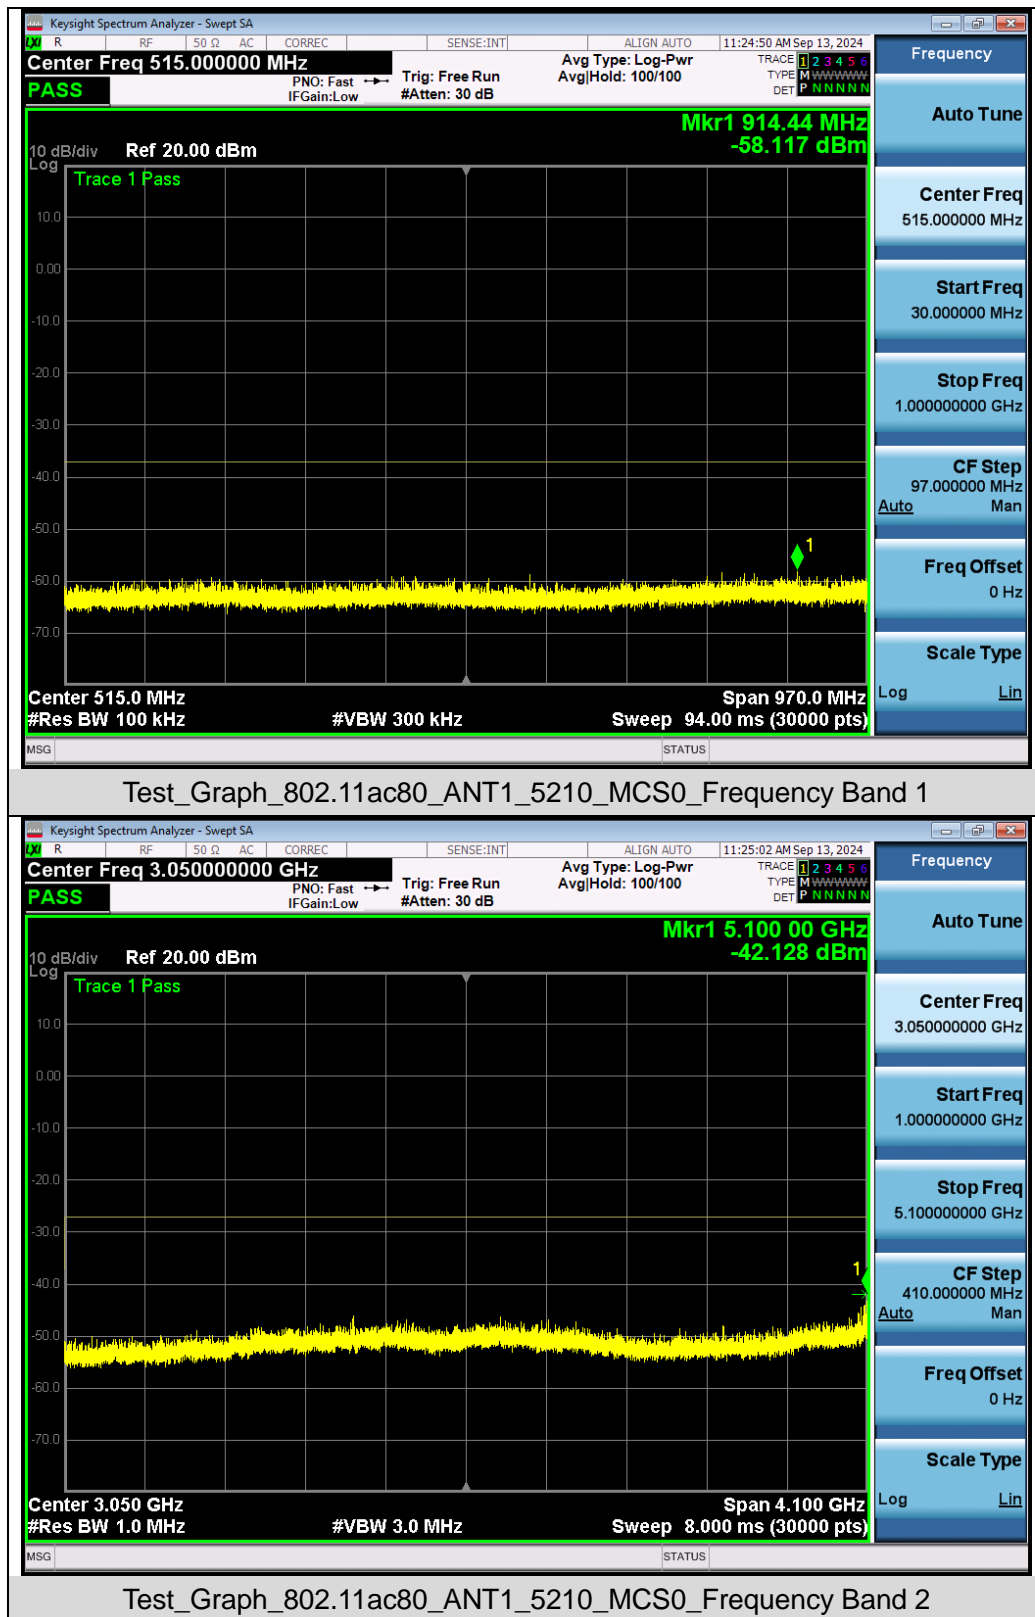 Keysight Spectrum Analyzer - Swept SA
LXI R RF 50 Ω AC CORREC SENSE:INT ALIGN AUTO 11:24:50 AM Sep 13, 2024
Center Freq 515.000000 MHz
PASS
PNO: Fast
IFGain:Low
Trig: Free Run
#Atten: 30 dB
Avg Type: Log-Pwr
Avg|Hold: 100/100
TRACE 1 2 3 4 5 6
TYPE M WWWWW
DET P N N N N N
Frequency
Mkr1 914.44 MHz
-58.117 dBm
10 dB/div Ref 20.00 dBm
Log
Trace 1 Pass
10.0
0.00
-10.0
-20.0
-30.0
-40.0
-50.0
-60.0
-70.0
1
Center 515.0 MHz Span 970.0 MHz
#Res BW 100 kHz #VBW 300 kHz Sweep 94.00 ms (30000 pts)
MSG STATUS
Auto Tune
Center Freq
515.000000 MHz
Start Freq
30.000000 MHz
Stop Freq
1.000000000 GHz
CF Step
97.000000 MHz
Auto Man
Freq Offset
0 Hz
Scale Type
Log Lin
Test_Graph_802.11ac80_ANT1_5210_MCS0_Frequency Band 1
Keysight Spectrum Analyzer - Swept SA
LXI R RF 50 Ω AC CORREC SENSE:INT ALIGN AUTO 11:25:02 AM Sep 13, 2024
Center Freq 3.050000000 GHz
PASS
PNO: Fast
IFGain:Low
Trig: Free Run
#Atten: 30 dB
Avg Type: Log-Pwr
Avg|Hold: 100/100
TRACE 1 2 3 4 5 6
TYPE M WWWWW
DET P N N N N N
Frequency
Mkr1 5.100 00 GHz
-42.128 dBm
10 dB/div Ref 20.00 dBm
Log
Trace 1 Pass
10.0
0.00
-10.0
-20.0
-30.0
-40.0
-50.0
-60.0
-70.0
1
Center 3.050 GHz Span 4.100 GHz
#Res BW 1.0 MHz #VBW 3.0 MHz Sweep 8.000 ms (30000 pts)
MSG STATUS
Auto Tune
Center Freq
3.050000000 GHz
Start Freq
1.000000000 GHz
Stop Freq
5.100000000 GHz
CF Step
410.000000 MHz
Auto Man
Freq Offset
0 Hz
Scale Type
Log Lin
Test_Graph_802.11ac80_ANT1_5210_MCS0_Frequency Band 2